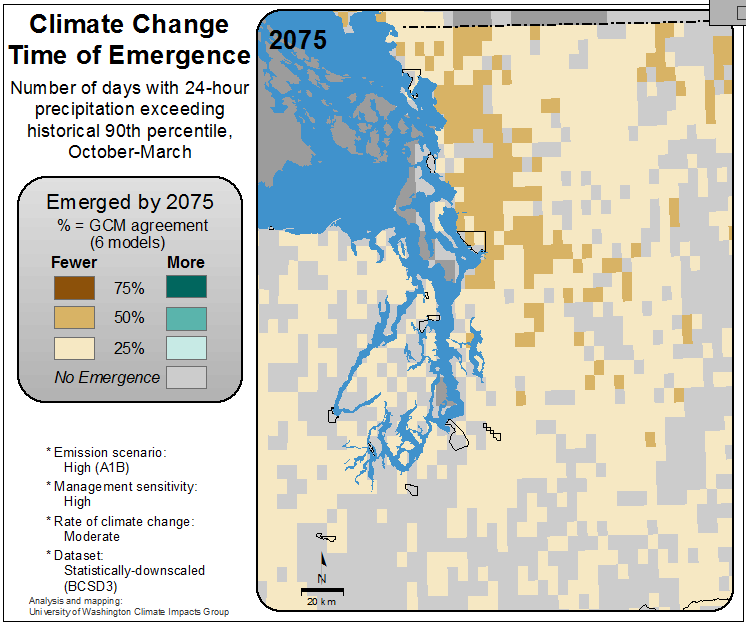 Climate Change
Time of Emergence
Number of days with 24-hour
precipitation exceeding
historical 90th percentile,
October-March
Emerged by 2075
% = GCM agreement
(6 models)
Fewer More
75%
50%
25%
No Emergence
* Emission scenario:
High (A1B)
* Management sensitivity:
High
* Rate of climate change:
Moderate
* Dataset:
Statistically-downscaled
(BCSD3)
Analysis and mapping:
University of Washington Climate Impacts Group
2075
N
20 km